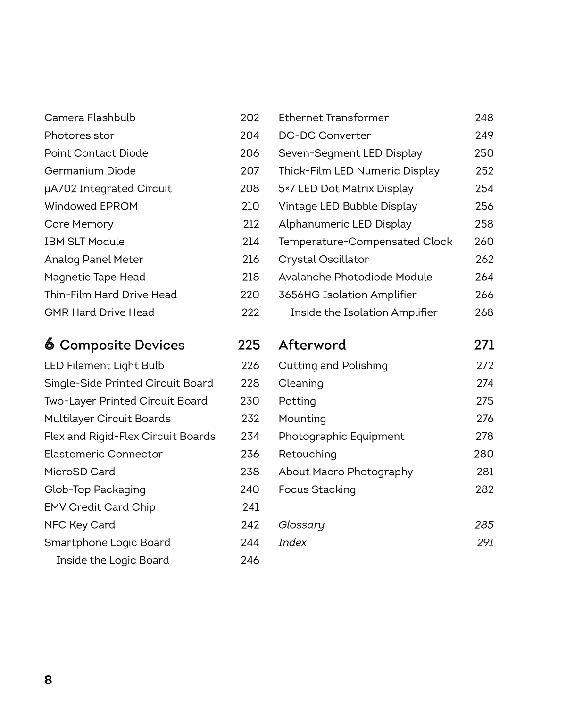 Camera Flashbulb 202
Photoresistor 204
Point Contact Diode 206
Germanium Diode 207
µA702 Integrated Circuit 208
Windowed EPROM 210
Core Memory 212
IBM SLT Module 214
Analog Panel Meter 216
Magnetic Tape Head 218
Thin-Film Hard Drive Head 220
GMR Hard Drive Head 222
6 Composite Devices 225
LED Filament Light Bulb 226
Single-Side Printed Circuit Board 228
Two-Layer Printed Circuit Board 230
Multilayer Circuit Boards 232
Flex and Rigid-Flex Circuit Boards 234
Elastomeric Connector 236
MicroSD Card 238
Glob-Top Packaging 240
EMV Credit Card Chip 241
NFC Key Card 242
Smartphone Logic Board 244
Inside the Logic Board 246
Ethernet Transformer 248
DC-DC Converter 249
Seven-Segment LED Display 250
Thick-Film LED Numeric Display 252
5×7 LED Dot Matrix Display 254
Vintage LED Bubble Display 256
Alphanumeric LED Display 258
Temperature-Compensated Clock 260
Crystal Oscillator 262
Avalanche Photodiode Module 264
3656HG Isolation Amplifier 266
Inside the Isolation Amplifier 268
Afterword 271
Cutting and Polishing 272
Cleaning 274
Potting 275
Mounting 276
Photographic Equipment 278
Retouching 280
About Macro Photography 281
Focus Stacking 282
Glossary 285
Index 291
8